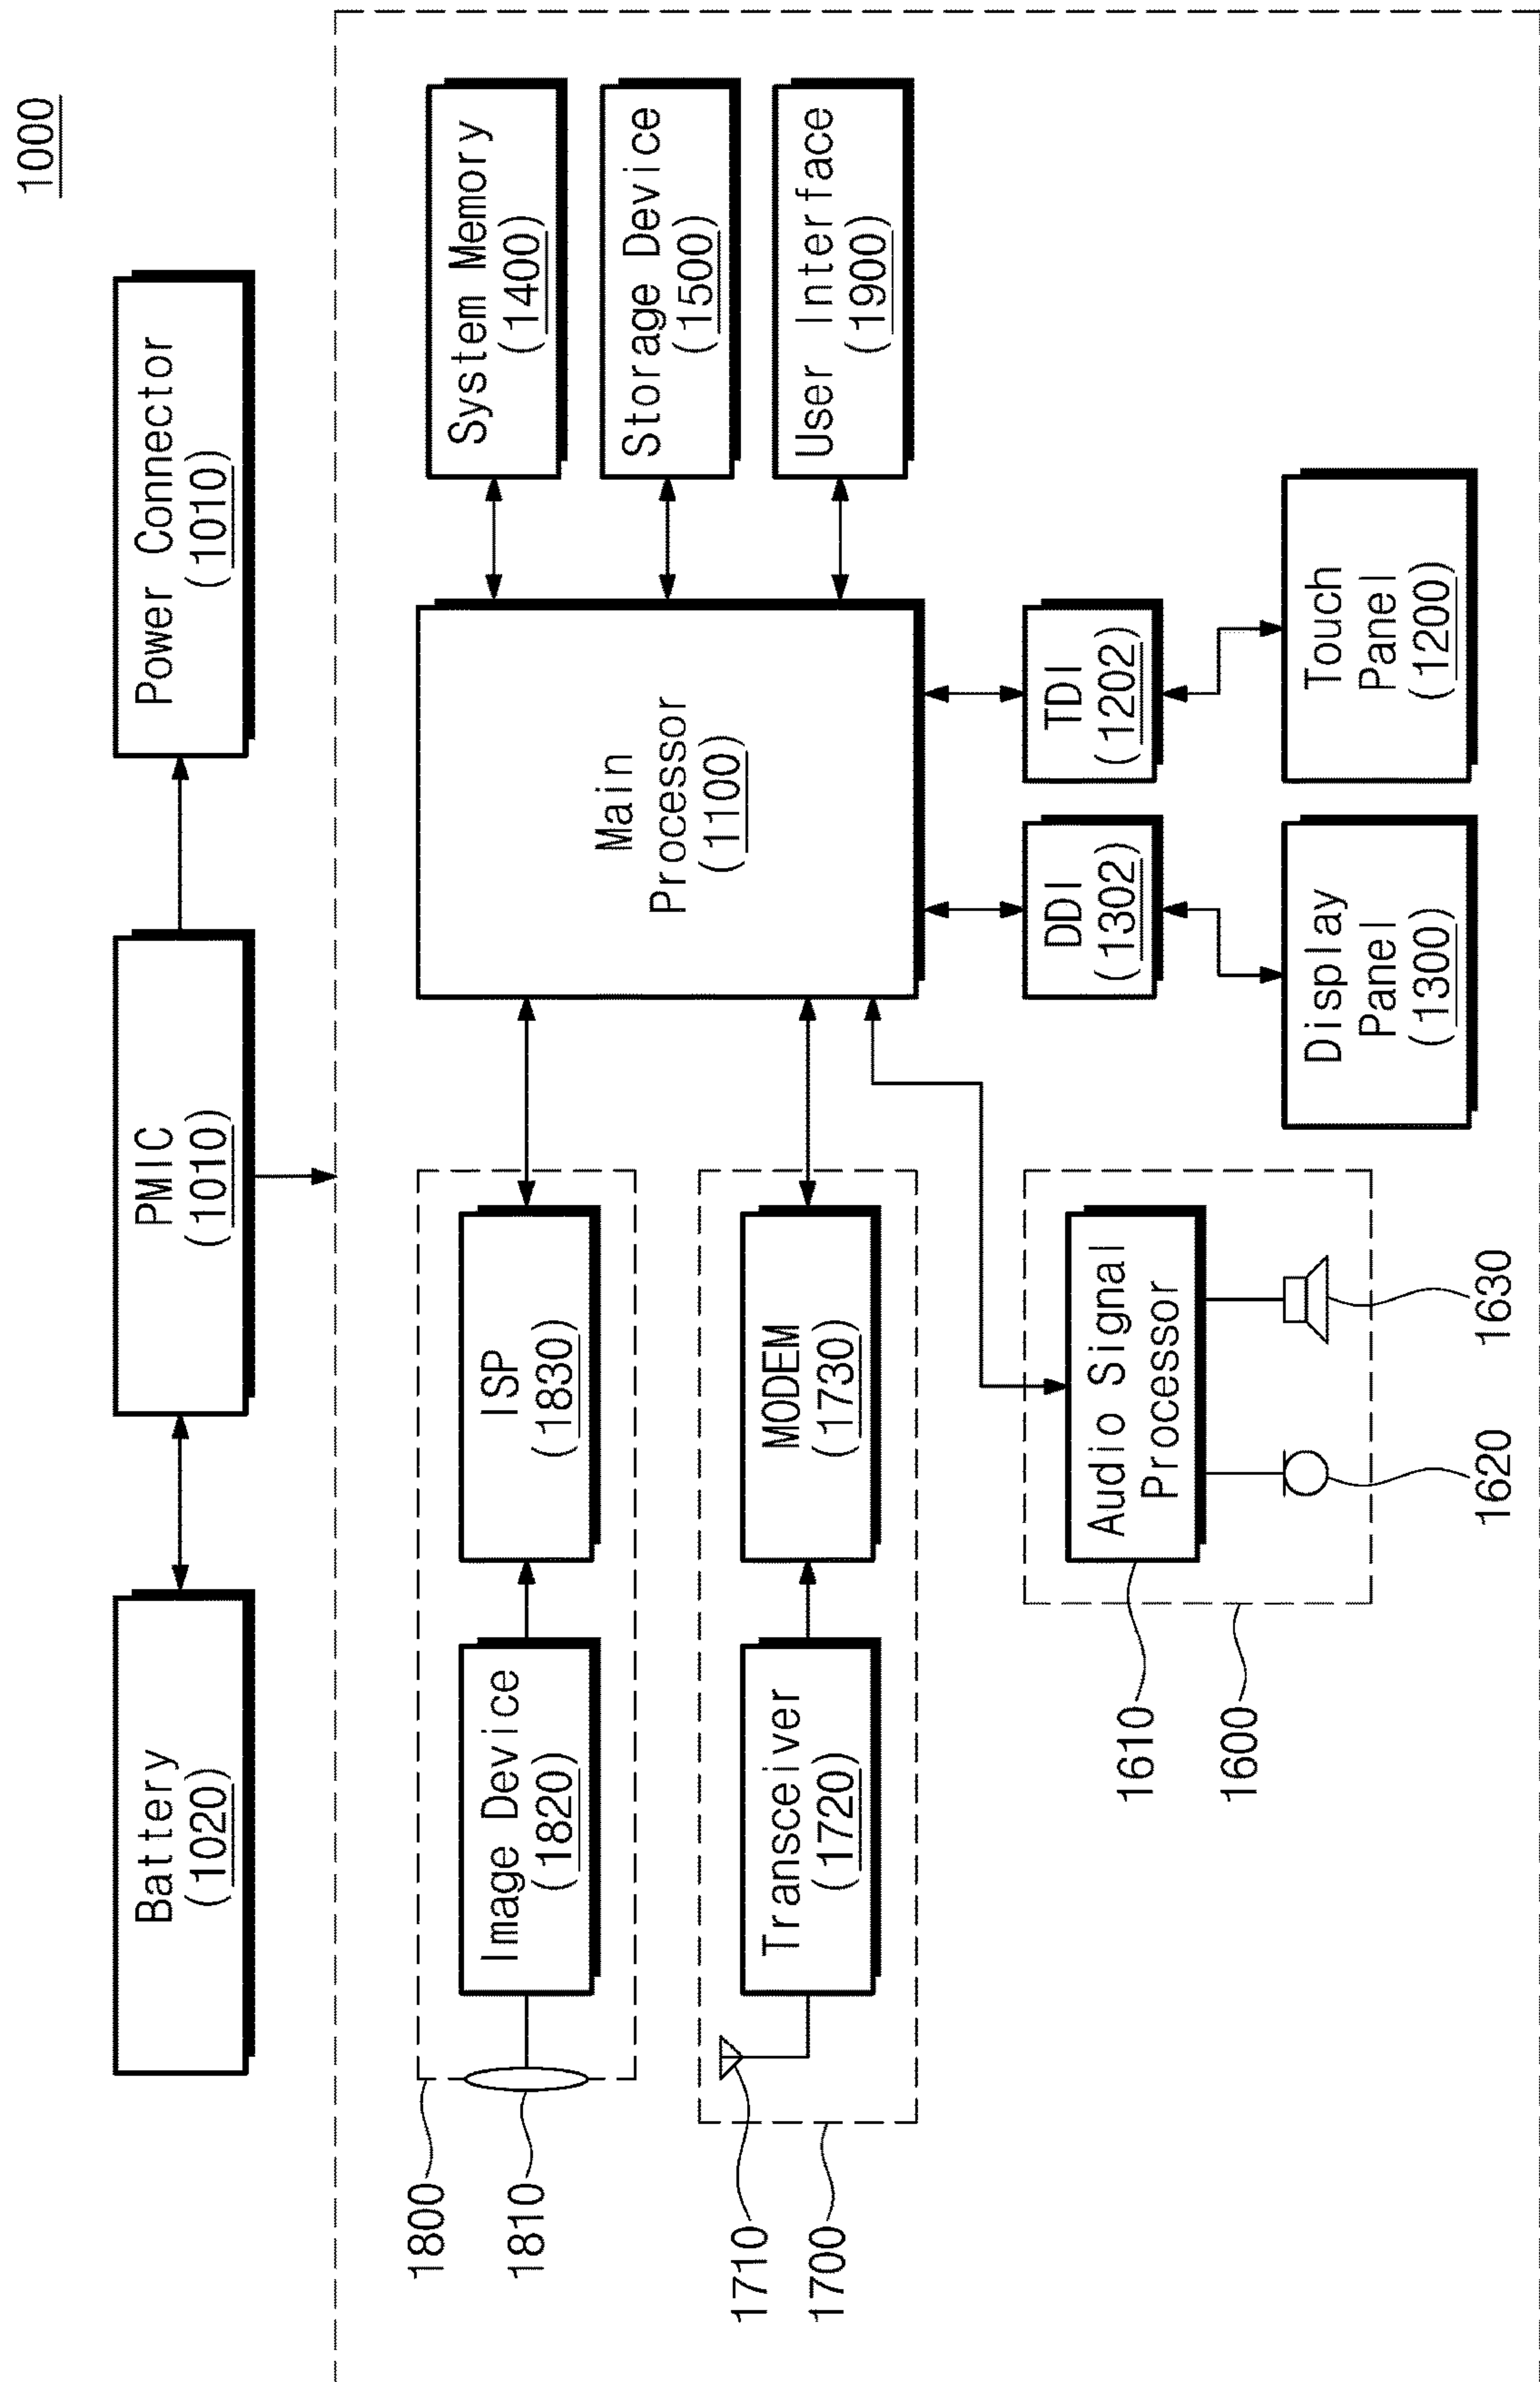 1000
Battery
(1020)
PMIC
(1010)
Power Connector
(1010)
1800
1810
Image Device
(1820)
ISP
(1830)
Main
Processor
(1100)
System Memory
(1400)
Storage Device
(1500)
User Interface
(1900)
1710
1700
Transceiver
(1720)
MODEM
(1730)
DDI
(1302)
TDI
(1202)
1610
1600
Audio Signal
Processor
Display
Panel
(1300)
Touch
Panel
(1200)
1620
1630